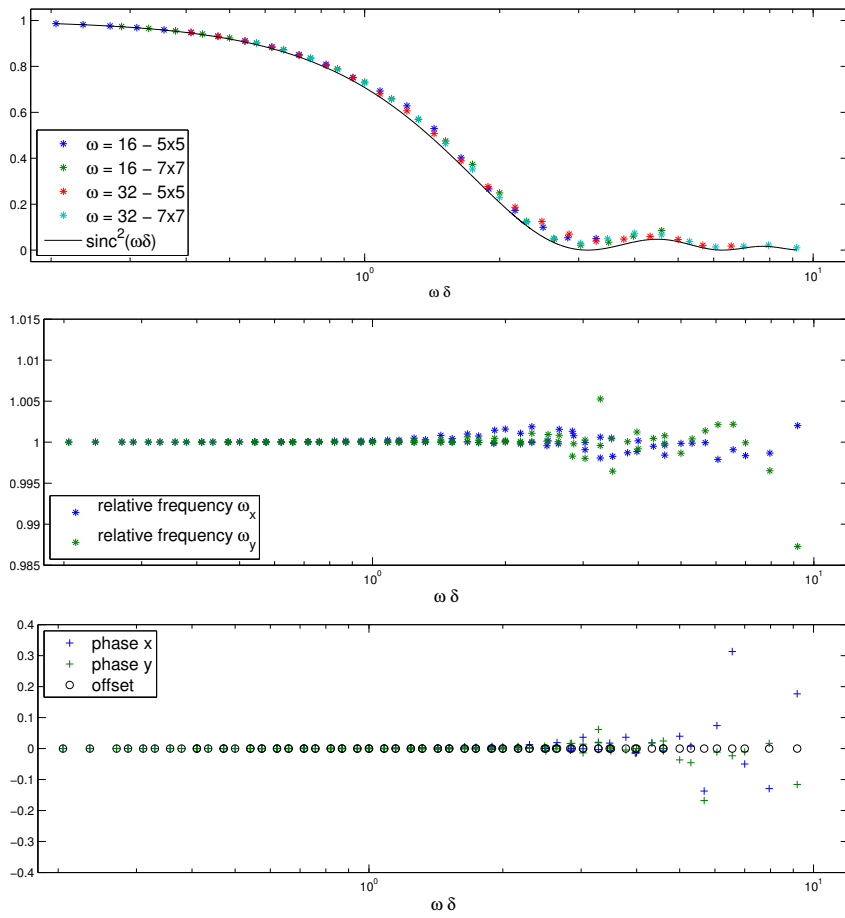 1
0.8
0.6
0.4
0.2
0
ω = 16 − 5x5
ω = 16 − 7x7
ω = 32 − 5x5
ω = 32 − 7x7
sinc²(ωδ)
10⁰
10¹
ω δ
1.015
1.01
1.005
1
0.995
0.99
0.985
relative frequency ω_x
relative frequency ω_y
10⁰
10¹
ω δ
0.4
0.3
0.2
0.1
0
−0.1
−0.2
−0.3
−0.4
phase x
phase y
offset
10⁰
10¹
ω δ